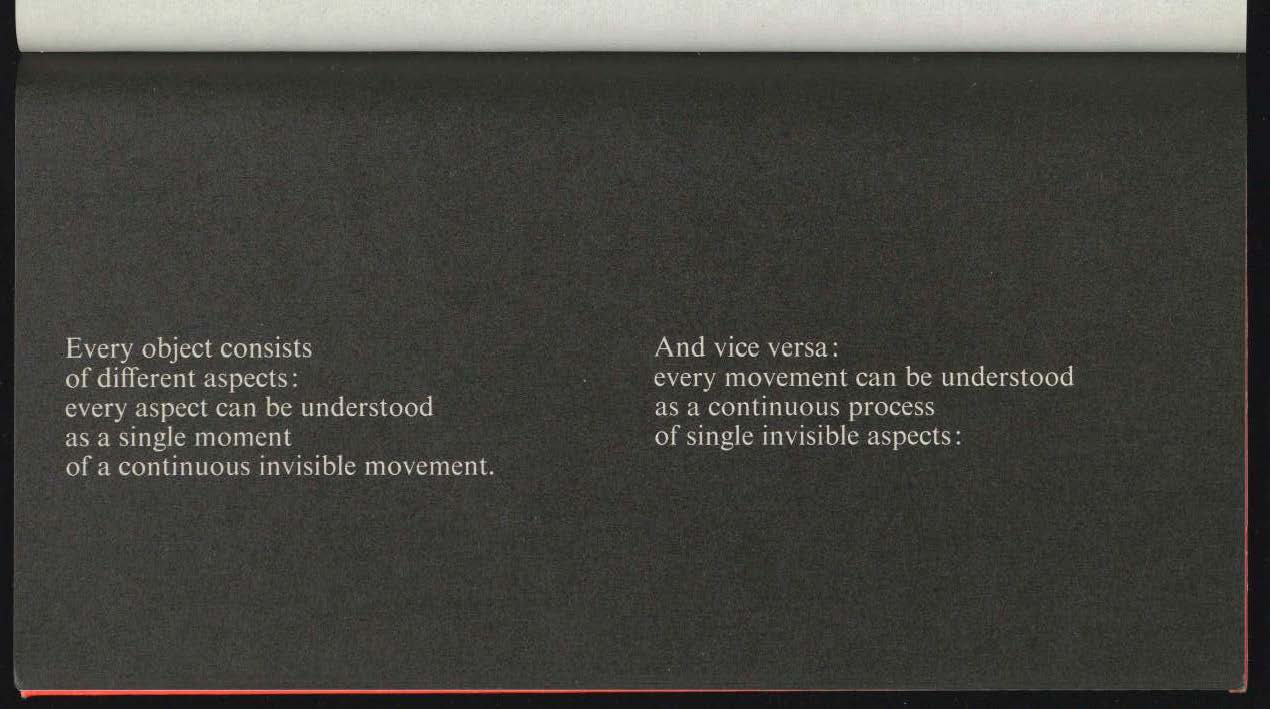 Every object consists
of different aspects:
every aspect can be understood
as a single moment
of a continuous invisible movement.
And vice versa:
every movement can be understood
as a continuous process
of single invisible aspects: